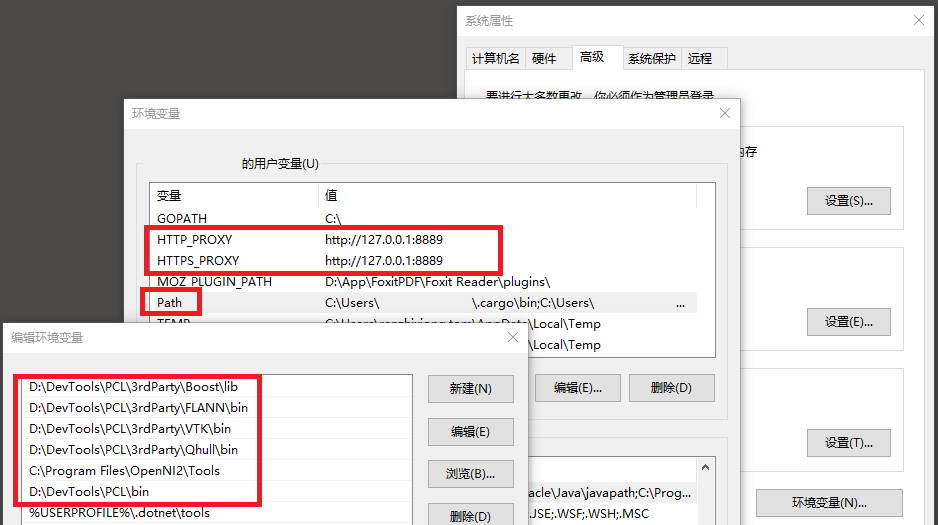 系统属性
计算机名 硬件 高级 系统保护 远程
要进行大多数更改，你必须作为管理员登录
环境变量
内存
的用户变量(U)
设置(S)...
变量 值
GOPATH C:\
HTTP_PROXY http://127.0.0.1:8889
HTTPS_PROXY http://127.0.0.1:8889
MOZ_PLUGIN_PATH D:\App\FoxitPDF\Foxit Reader\plugins\
Path C:\Users\ \.cargo\bin;C:\Users\ ...
TEMP \AppData\Local\Temp
\Local\Temp
设置(E)...
编辑环境变量
D:\DevTools\PCL\3rdParty\Boost\lib
D:\DevTools\PCL\3rdParty\FLANN\bin
D:\DevTools\PCL\3rdParty\VTK\bin
D:\DevTools\PCL\3rdParty\Qhull\bin
C:\Program Files\OpenNI2\Tools
D:\DevTools\PCL\bin
%USERPROFILE%\.dotnet\tools
新建(N)
编辑(E)
浏览(B)...
删除(D)
编辑(E)...
删除(D)
设置(T)...
acle\Java\javapath;C:\Prog...
.JSE;.WSF;.WSH;.MSC
环境变量(N)...